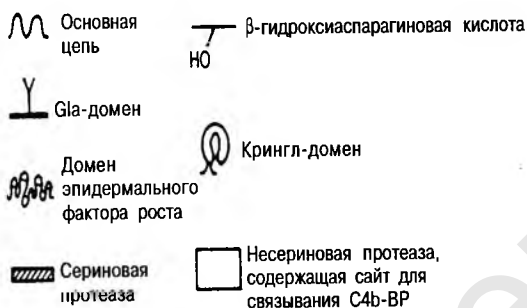 Основная
цепь
β-гидроксиаспарагиновая кислота
HO
Gla-домен
Крингл-домен
Домен
эпидермального
фактора роста
Сериновая
протеаза
Несериновая протеаза,
содержащая сайт для
связывания C4b-BP